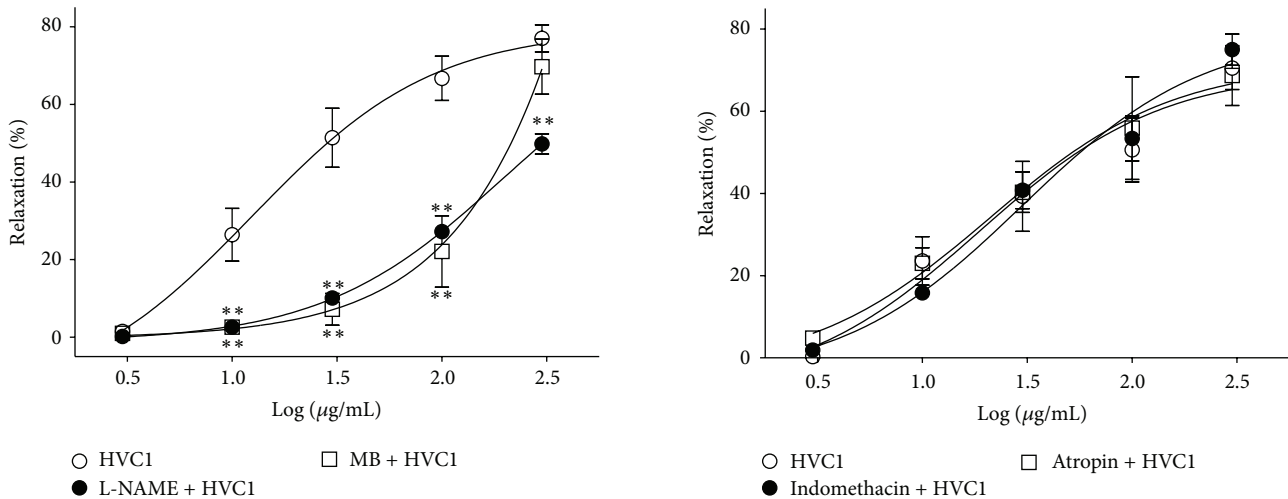 80
60
40
20
0
Relaxation (%)
**
**
**
**
**
**
**
0.5 1.0 1.5 2.0 2.5
Log (μg/mL)
HVC1
MB + HVC1
L-NAME + HVC1
80
60
40
20
0
Relaxation (%)
0.5 1.0 1.5 2.0 2.5
Log (μg/mL)
HVC1
Atropin + HVC1
Indomethacin + HVC1